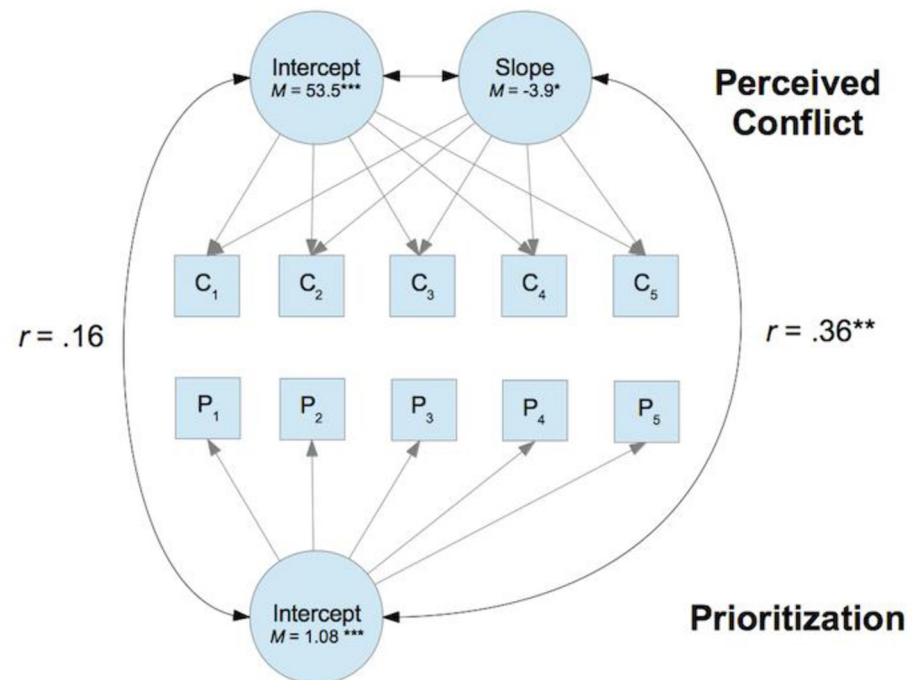 Intercept
M = 53.5***
Slope
M = -3.9*
Perceived
Conflict
C1
C2
C3
C4
C5
r = .16
r = .36**
P1
P2
P3
P4
P5
Intercept
M = 1.08 ***
Prioritization